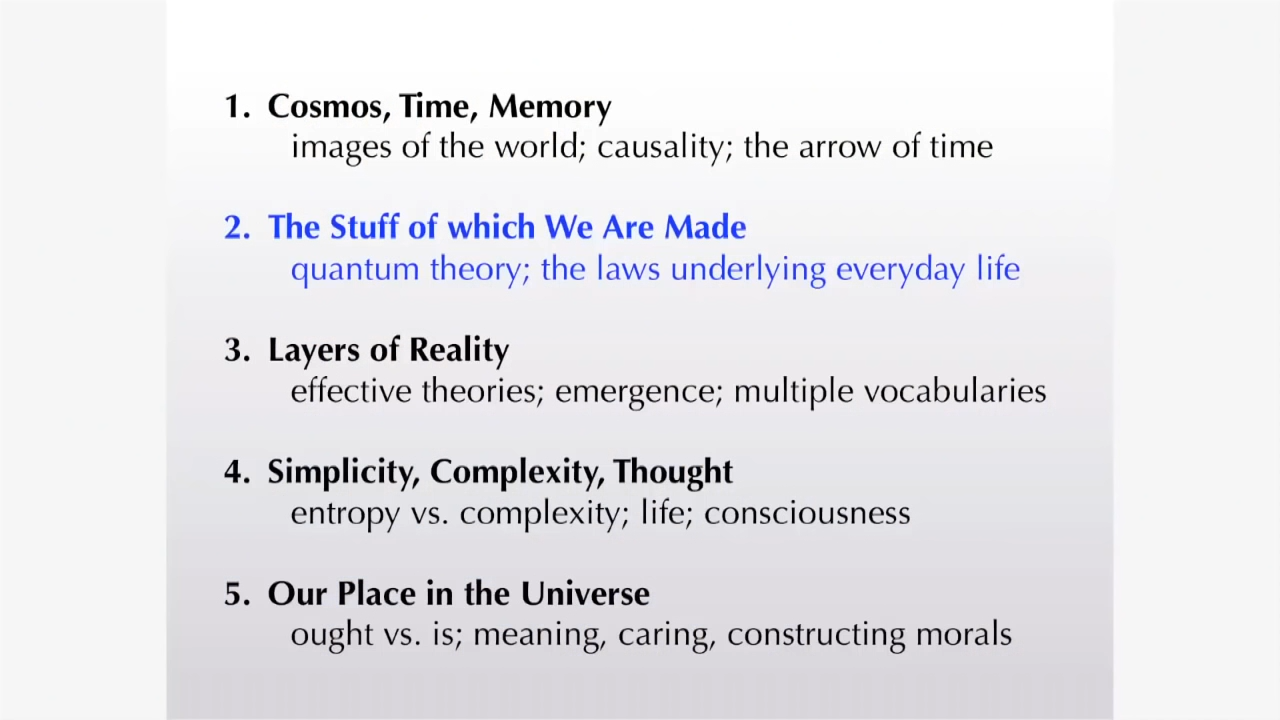 1. Cosmos, Time, Memory
images of the world; causality; the arrow of time
2. The Stuff of which We Are Made
quantum theory; the laws underlying everyday life
3. Layers of Reality
effective theories; emergence; multiple vocabularies
4. Simplicity, Complexity, Thought
entropy vs. complexity; life; consciousness
5. Our Place in the Universe
ought vs. is; meaning, caring, constructing morals